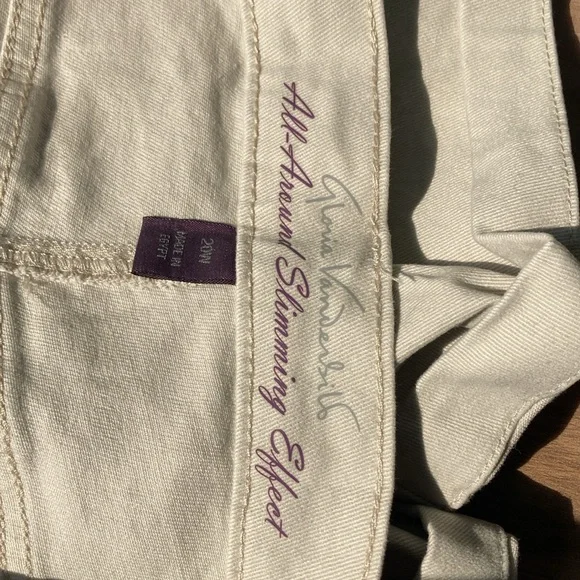 Gloria Vanderbilt
All-Around Slimming Effect
20W
MADE IN
EGYPT